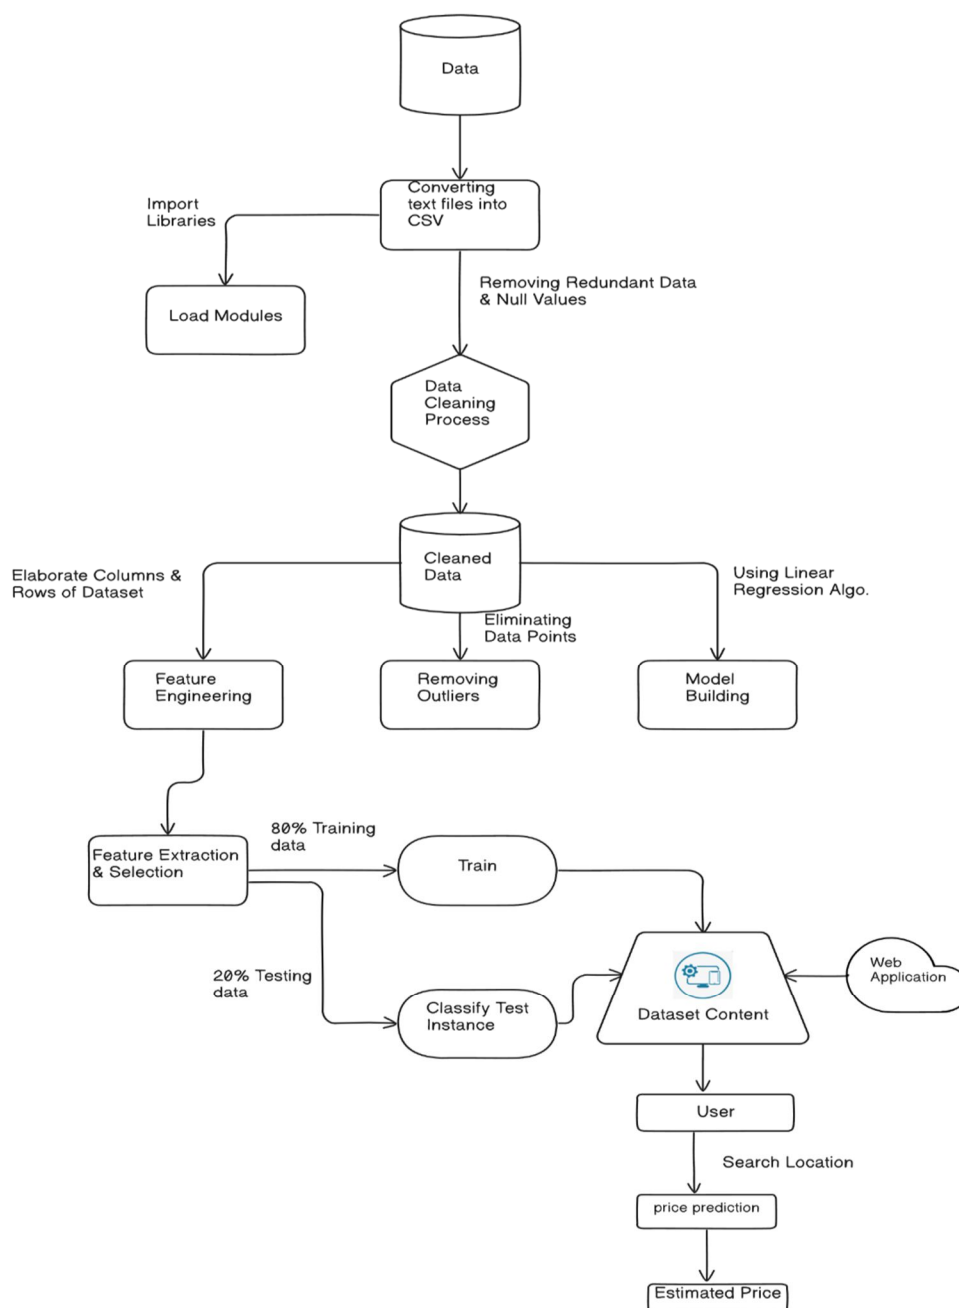 Data
Converting
text files into
CSV
Import
Libraries
Load Modules
Removing Redundant Data
& Null Values
Data
Cleaning
Process
Cleaned
Data
Elaborate Columns &
Rows of Dataset
Using Linear
Regression Algo.
Eliminating
Data Points
Feature
Engineering
Removing
Outliers
Model
Building
80% Training
data
Feature Extraction
& Selection
Train
20% Testing
data
Classify Test
Instance
Dataset Content
Web
Application
User
Search Location
price prediction
Estimated Price